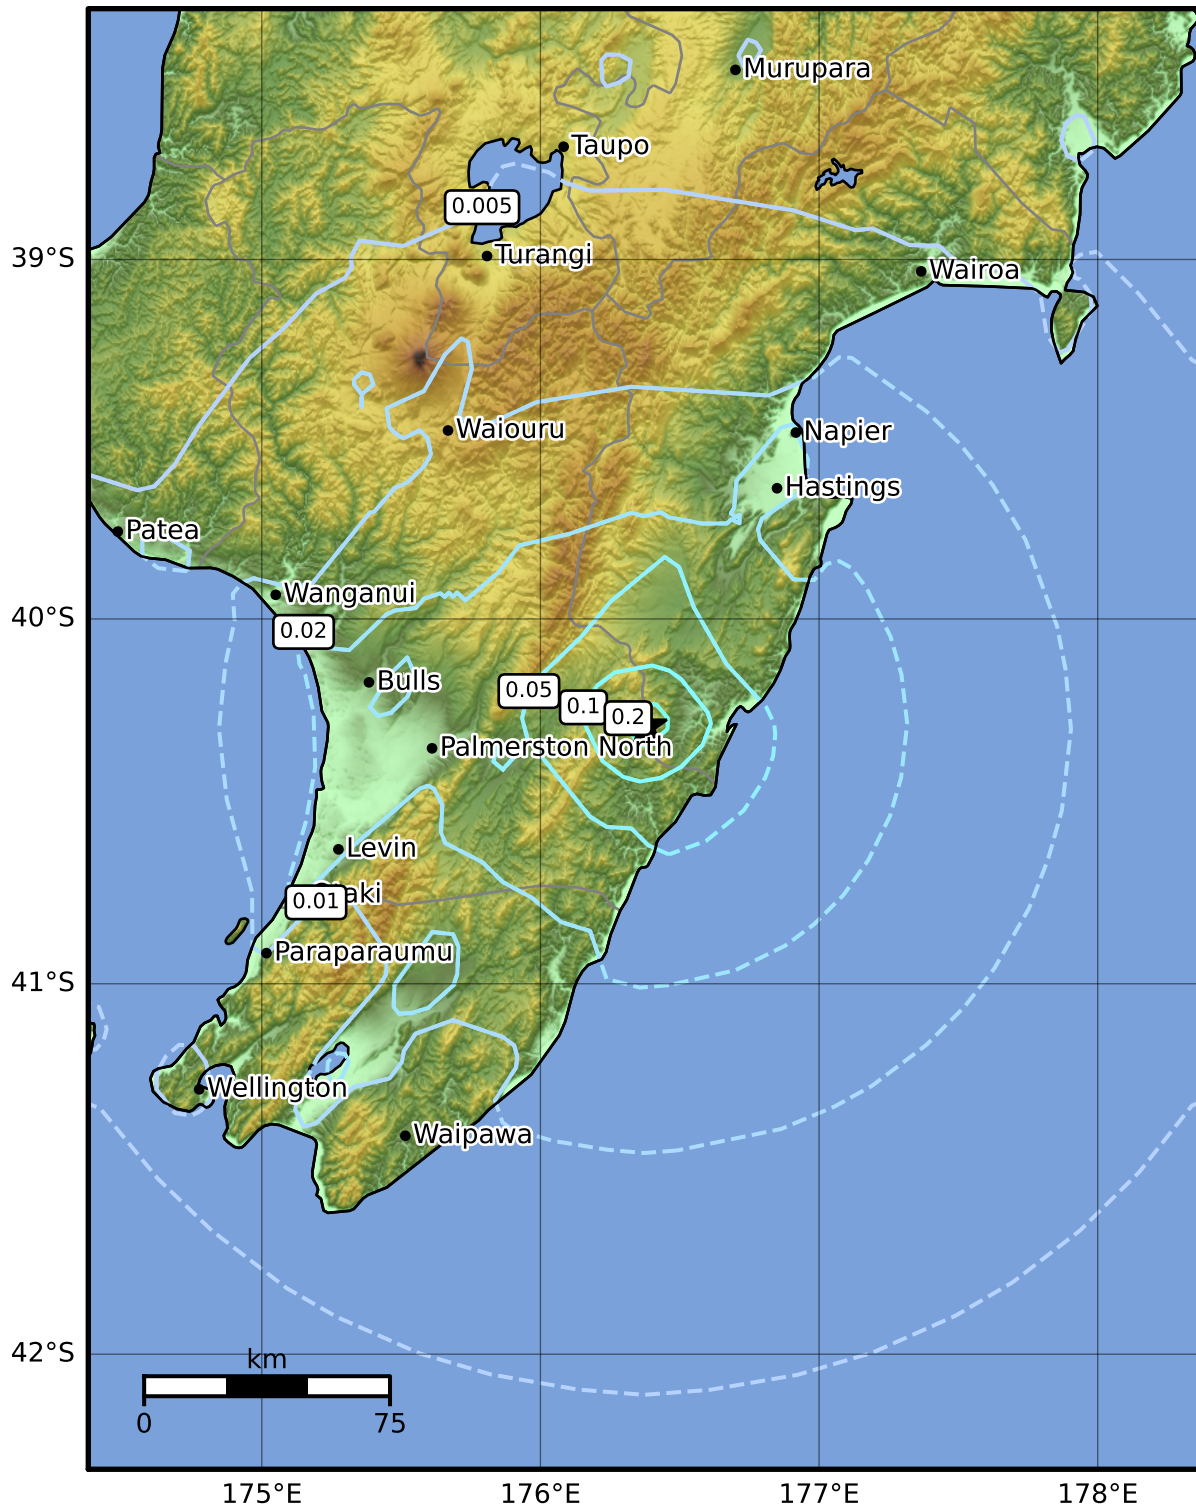 Murupara
Taupo
0.005
Turangi
39°S
Wairoa
Waiouru
Napier
Hastings
Patea
Wanganui
40°S
0.02
Bulls
0.05
0.1
0.2
Palmerston North
Levin
0.01
Paraparaumu
41°S
Wellington
Waipawa
42°S
km
0
75
175°E
176°E
177°E
178°E